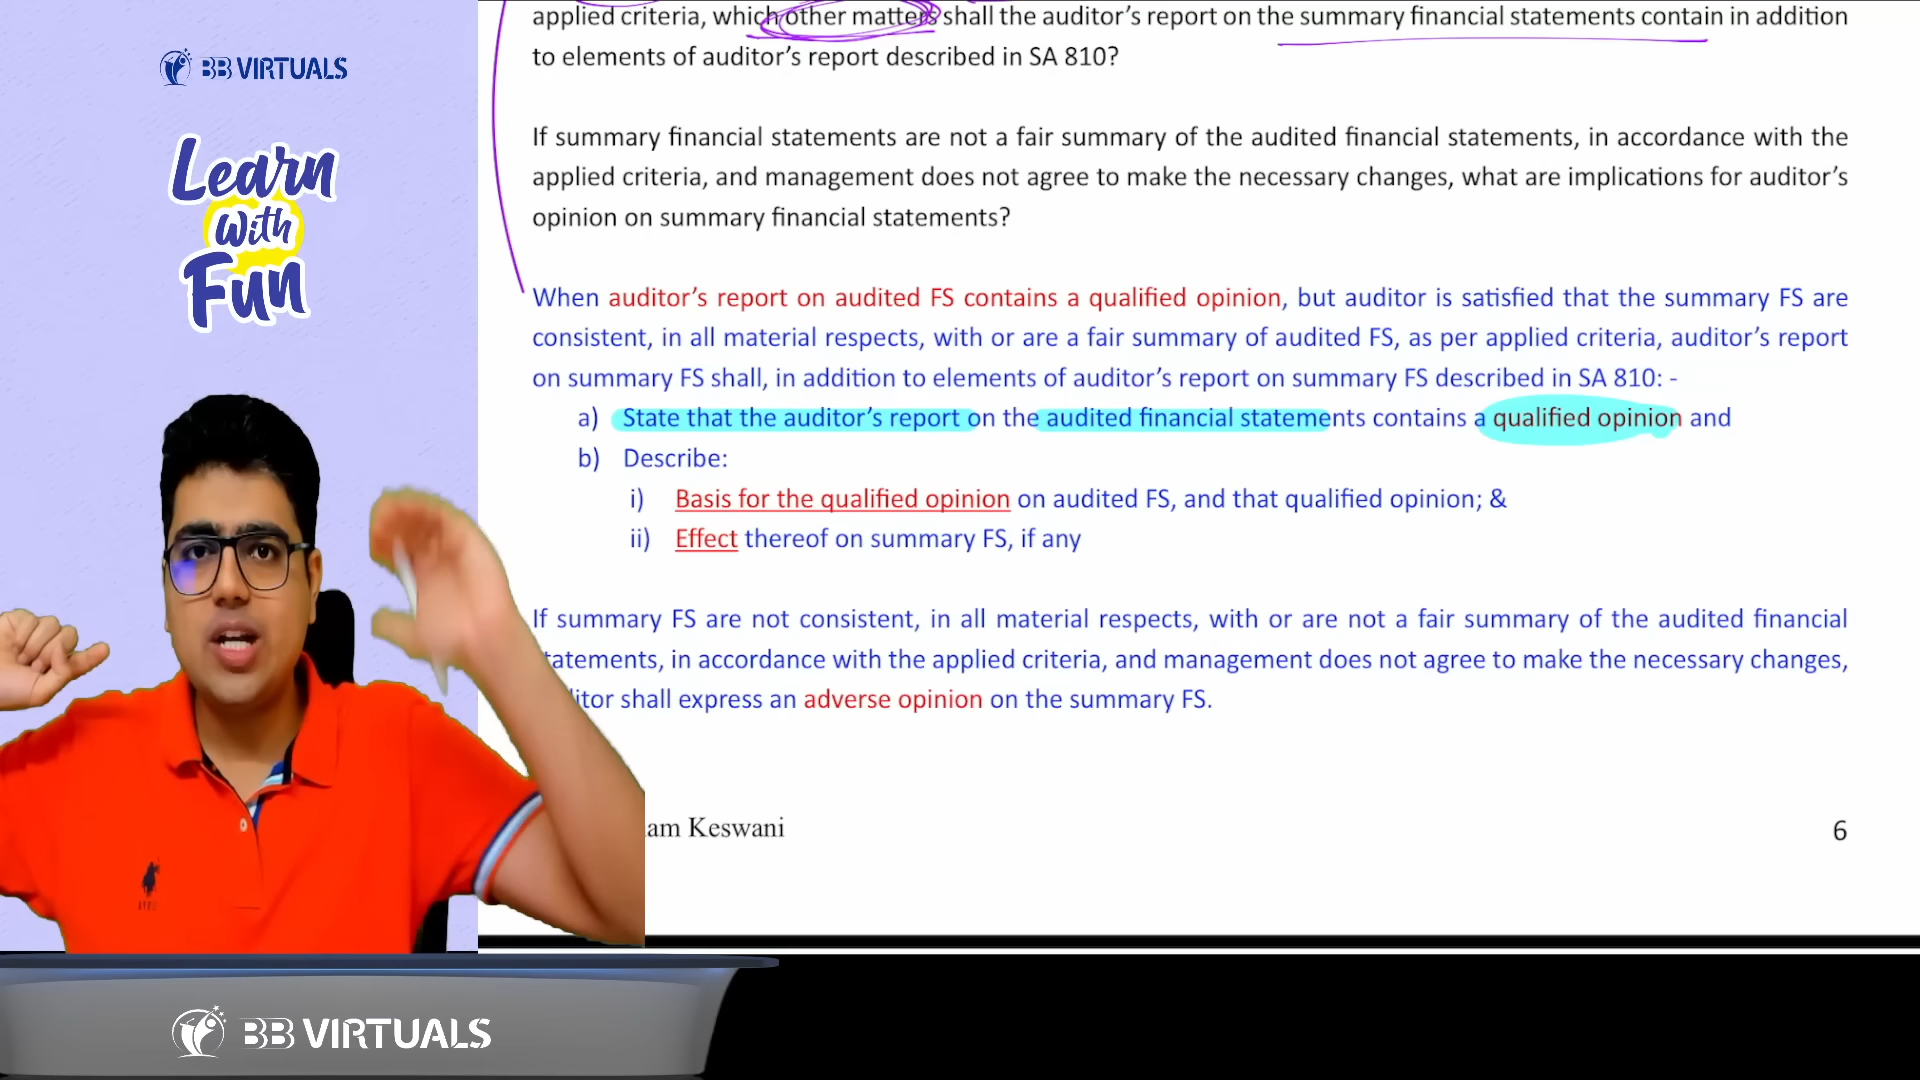 BB VIRTUALS
Learn
With
Fun
applied criteria, which other matters shall the auditor's report on the summary financial statements contain in addition
to elements of auditor's report described in SA 810?
If summary financial statements are not a fair summary of the audited financial statements, in accordance with the
applied criteria, and management does not agree to make the necessary changes, what are implications for auditor's
opinion on summary financial statements?
When auditor's report on audited FS contains a qualified opinion, but auditor is satisfied that the summary FS are
consistent, in all material respects, with or are a fair summary of audited FS, as per applied criteria, auditor's report
on summary FS shall, in addition to elements of auditor's report on summary FS described in SA 810: -
a) State that the auditor's report on the audited financial statements contains a qualified opinion and
b) Describe:
i) Basis for the qualified opinion on audited FS, and that qualified opinion; &
ii) Effect thereof on summary FS, if any
If summary FS are not consistent, in all material respects, with or are not a fair summary of the audited financial
tatements, in accordance with the applied criteria, and management does not agree to make the necessary changes,
itor shall express an adverse opinion on the summary FS.
am Keswani
6
BB VIRTUALS